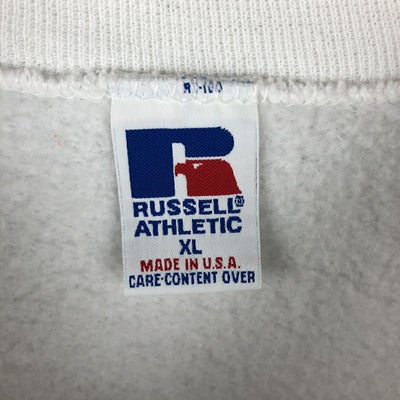 RUSSELL®
ATHLETIC
XL
MADE IN U.S.A.
CARE-CONTENT OVER